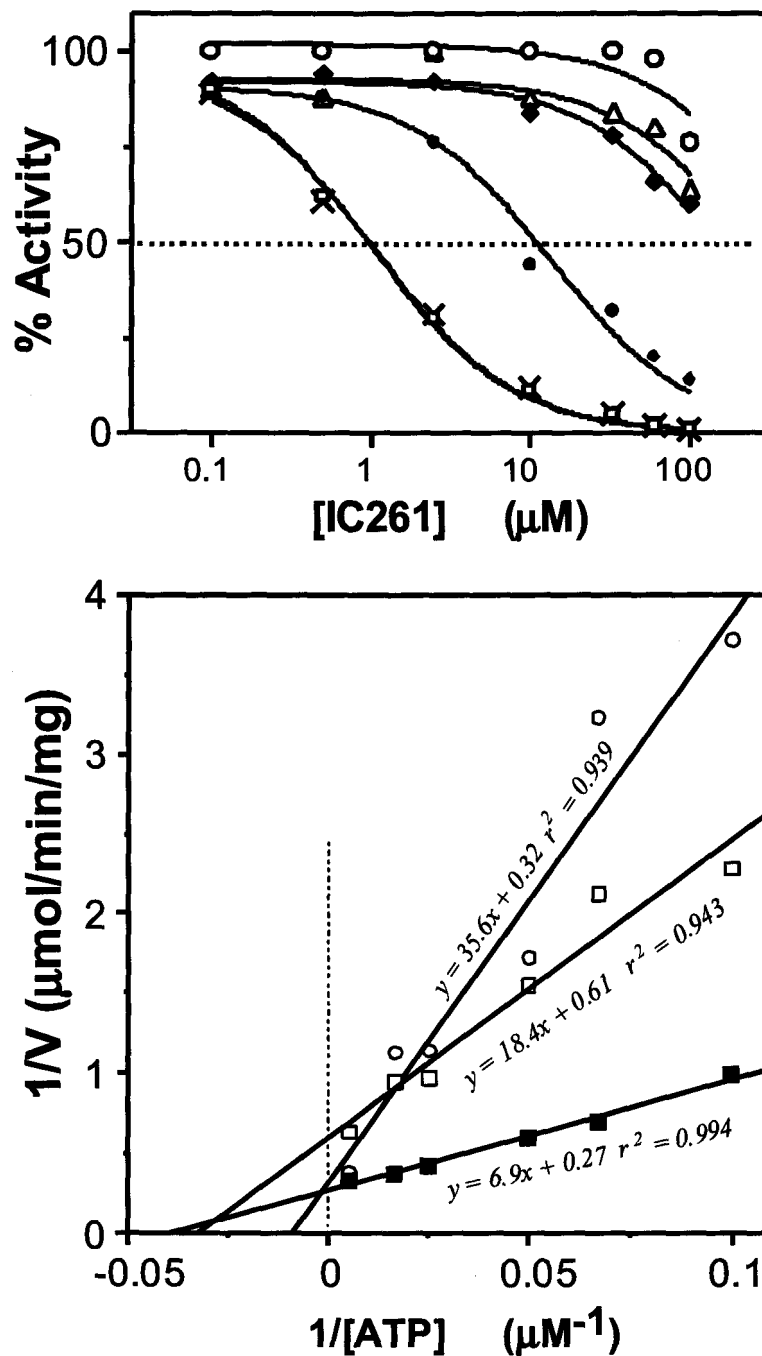 100
50
0
% Activity
0.1 1 10 100
[IC261] (μM)
4
3
2
1
0
1/V (μmol/min/mg)
y = 35.6x + 0.32 r² = 0.939
y = 18.4x + 0.61 r² = 0.943
y = 6.9x + 0.27 r² = 0.994
-0.05 0 0.05 0.1
1/[ATP] (μM⁻¹)